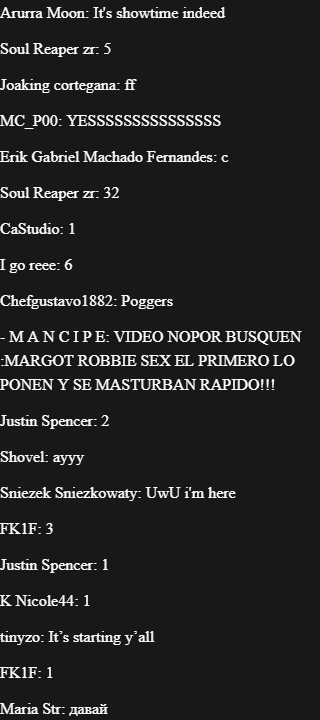 Arurra Moon: It's showtime indeed
Soul Reaper zr: 5
Joaking cortegana: ff
MC_P00: YESSSSSSSSSSSSSSS
Erik Gabriel Machado Fernandes: c
Soul Reaper zr: 32
CaStudio: 1
I go reee: 6
Chefgustavo1882: Poggers
- M A N C I P E: VIDEO NOPOR BUSQUEN
:MARGOT ROBBIE SEX EL PRIMERO LO
PONEN Y SE MASTURBAN RAPIDO!!!
Justin Spencer: 2
Shovel: ayyy
Sniezek Sniezkowaty: UwU i'm here
FK1F: 3
Justin Spencer: 1
K Nicole44: 1
tinyzo: It’s starting y’all
FK1F: 1
Maria Str: давай